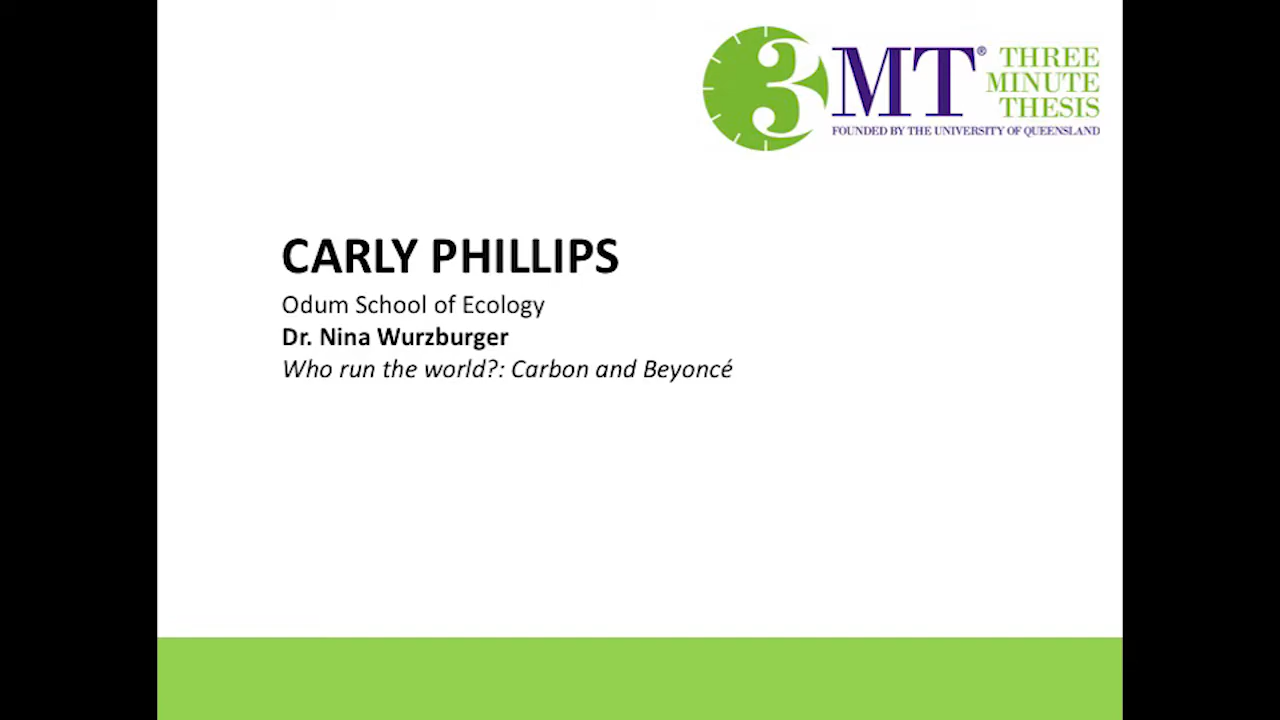 3MT® THREE
MINUTE
THESIS
FOUNDED BY THE UNIVERSITY OF QUEENSLAND
CARLY PHILLIPS
Odum School of Ecology
Dr. Nina Wurzburger
Who run the world?: Carbon and Beyoncé